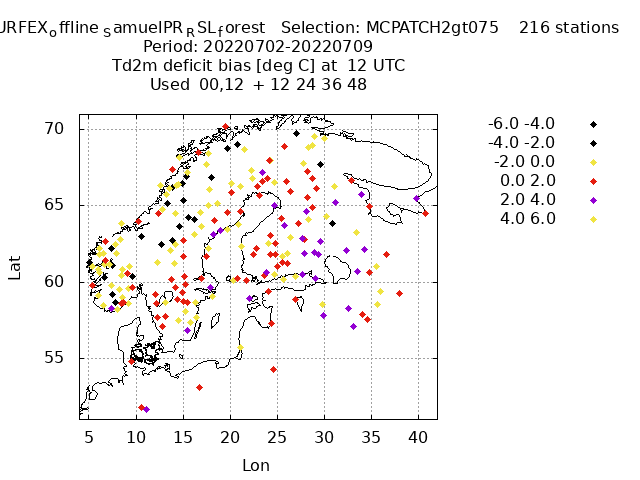 URFEXoffline SamuelPRRSLforest Selection: MCPATCH2gt075 216 stations
Period: 20220702-20220709
Td2m deficit bias [deg C] at 12 UTC
Used 00,12 + 12 24 36 48
70
65
60
55
5 10 15 20 25 30 35 40
Lat
Lon
-6.0 -4.0
-4.0 -2.0
-2.0 0.0
0.0 2.0
2.0 4.0
4.0 6.0